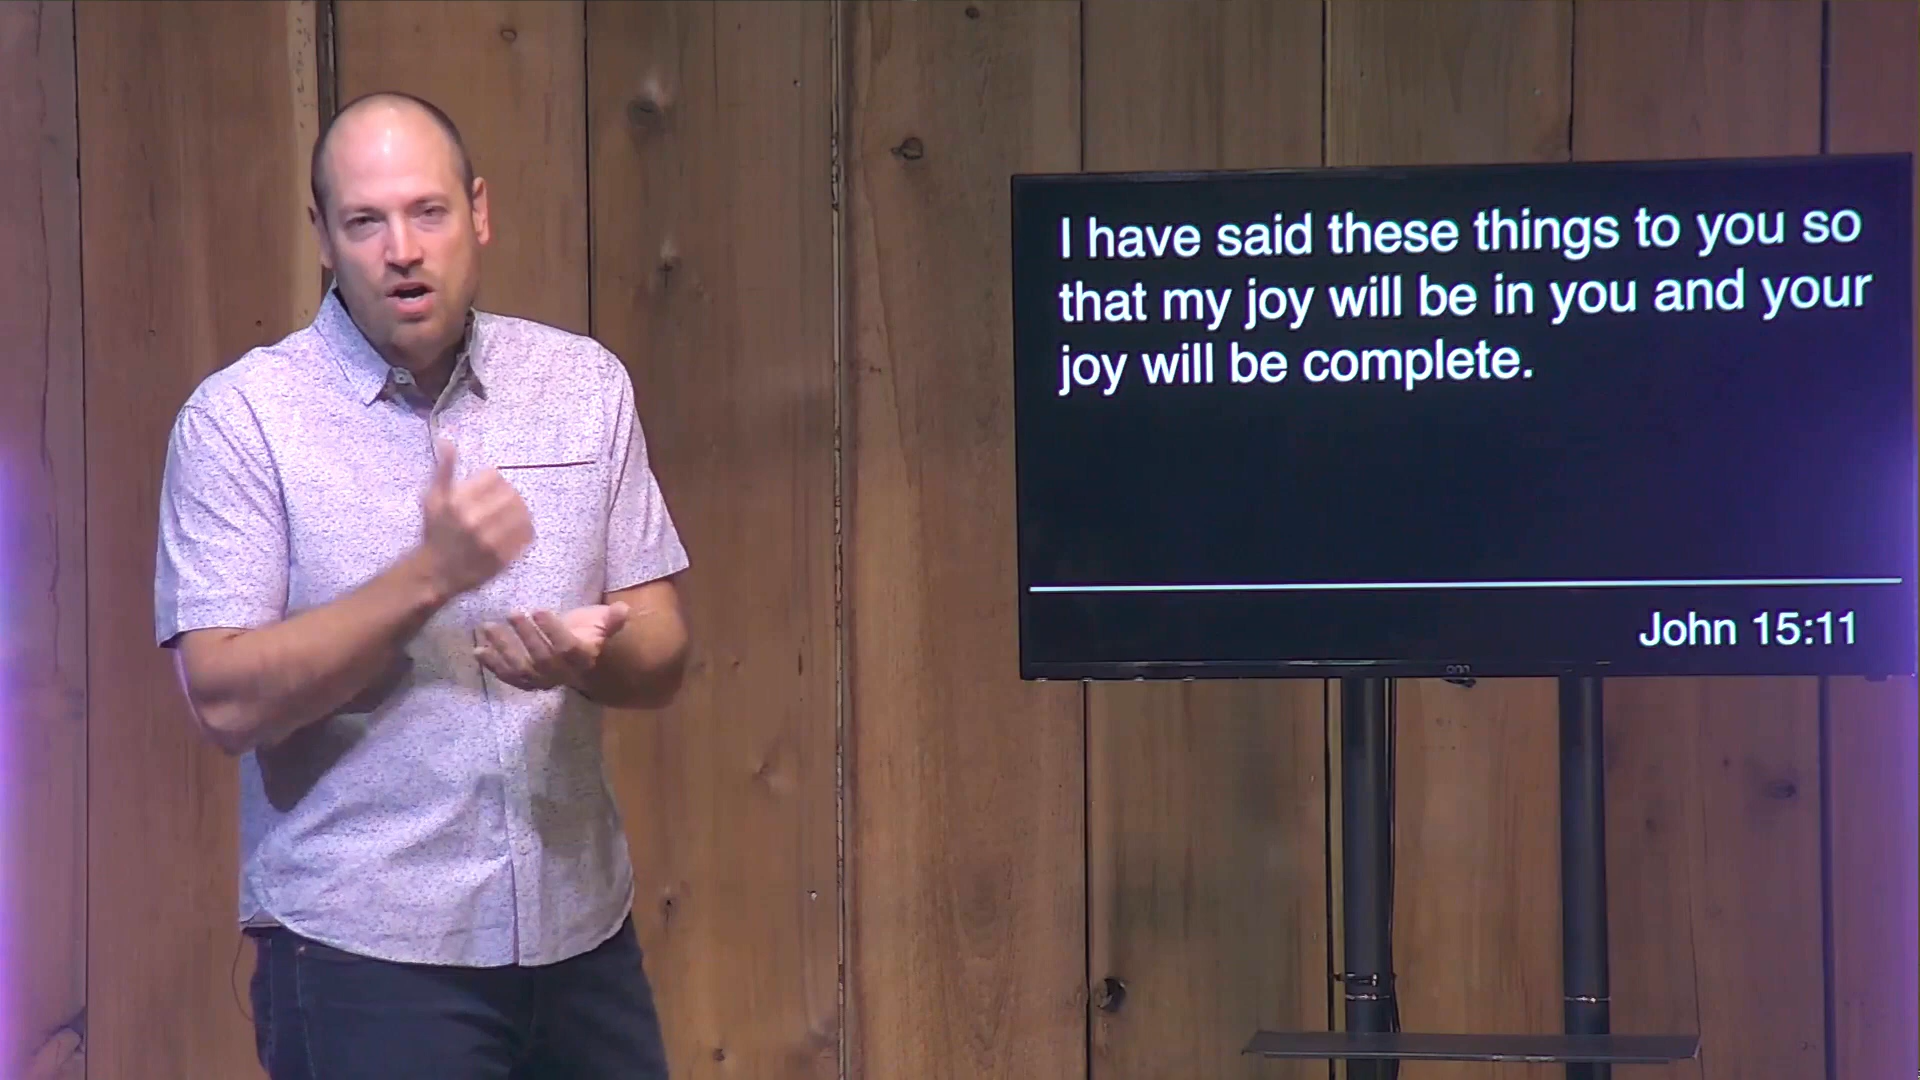 I have said these things to you so
that my joy will be in you and your
joy will be complete.
John 15:11
onn